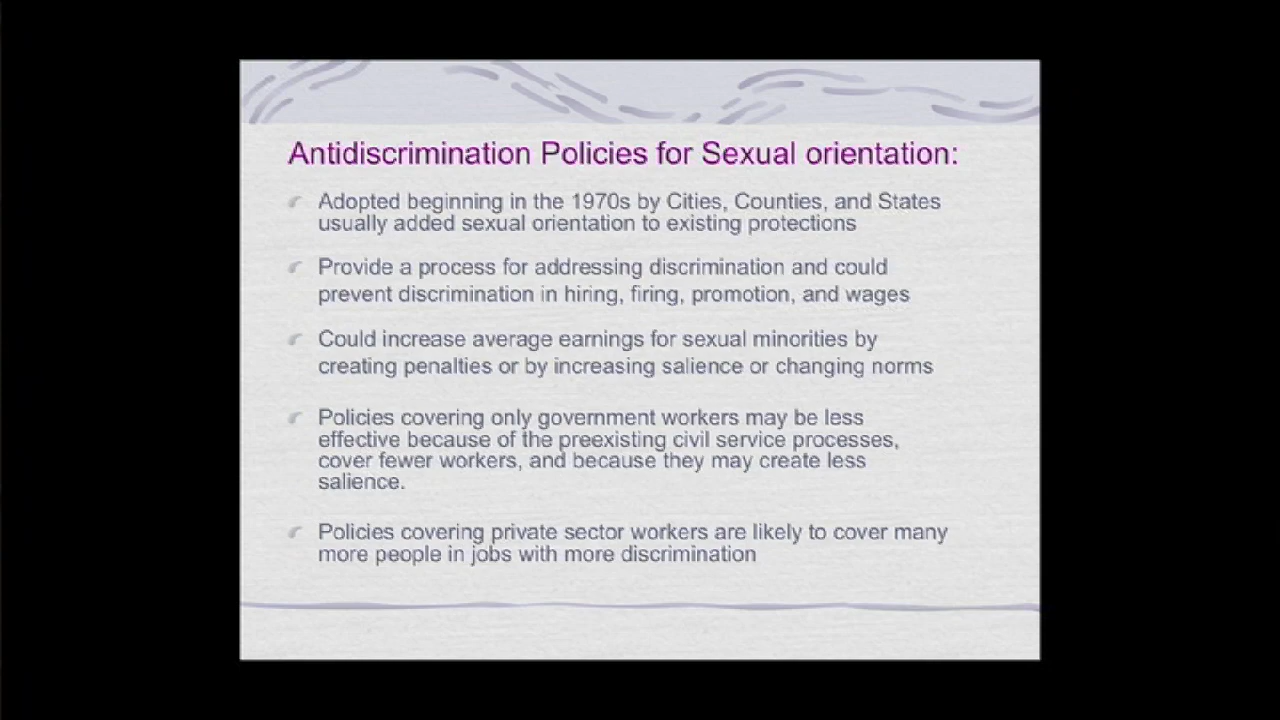 Antidiscrimination Policies for Sexual orientation:
Adopted beginning in the 1970s by Cities, Counties, and States
usually added sexual orientation to existing protections
Provide a process for addressing discrimination and could
prevent discrimination in hiring, firing, promotion, and wages
Could increase average earnings for sexual minorities by
creating penalties or by increasing salience or changing norms
Policies covering only government workers may be less
effective because of the preexisting civil service processes,
cover fewer workers, and because they may create less
salience.
Policies covering private sector workers are likely to cover many
more people in jobs with more discrimination